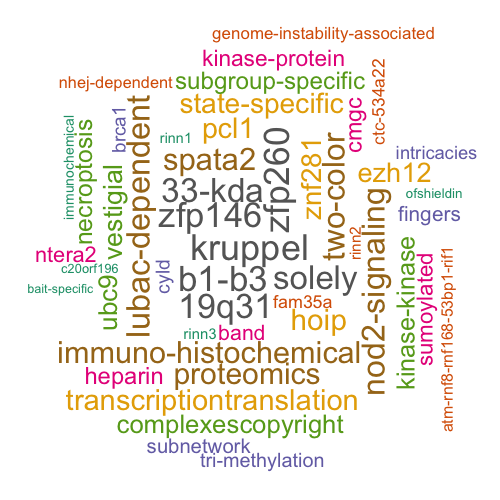 genome-instability-associated
kinase-protein
nhej-dependent
subgroup-specific
ctc-534a22
state-specific
cmgc
immunochemical
necroptosis
brca1
rinn1
pcl1
vestigial
lubac-dependent
spata2
zfp260
znf281
two-color
intricacies
ezh12
33-kda
ofshieldin
zfp146
fingers
nod2-signaling
rinn2
kruppel
ntera2
c20orf196
bait-specific
ubc9
cyld
b1-b3
solely
kinase-kinase
sumoylated
atm-rnf8-rnf168-53bp1-rif1
19q31
fam35a
hoip
rinn3
band
immuno-histochemical
heparin
proteomics
transcriptiontranslation
complexescopyright
subnetwork
tri-methylation